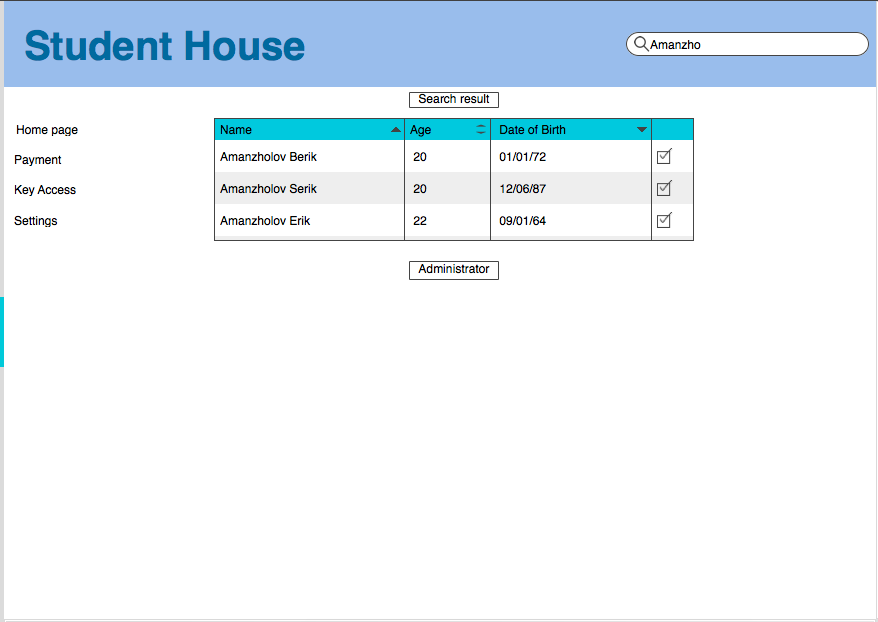 Student House
Amanzho
Search result
Home page
Payment
Key Access
Settings
Name Age Date of Birth
Amanzholov Berik 20 01/01/72
Amanzholov Serik 20 12/06/87
Amanzholov Erik 22 09/01/64
Administrator